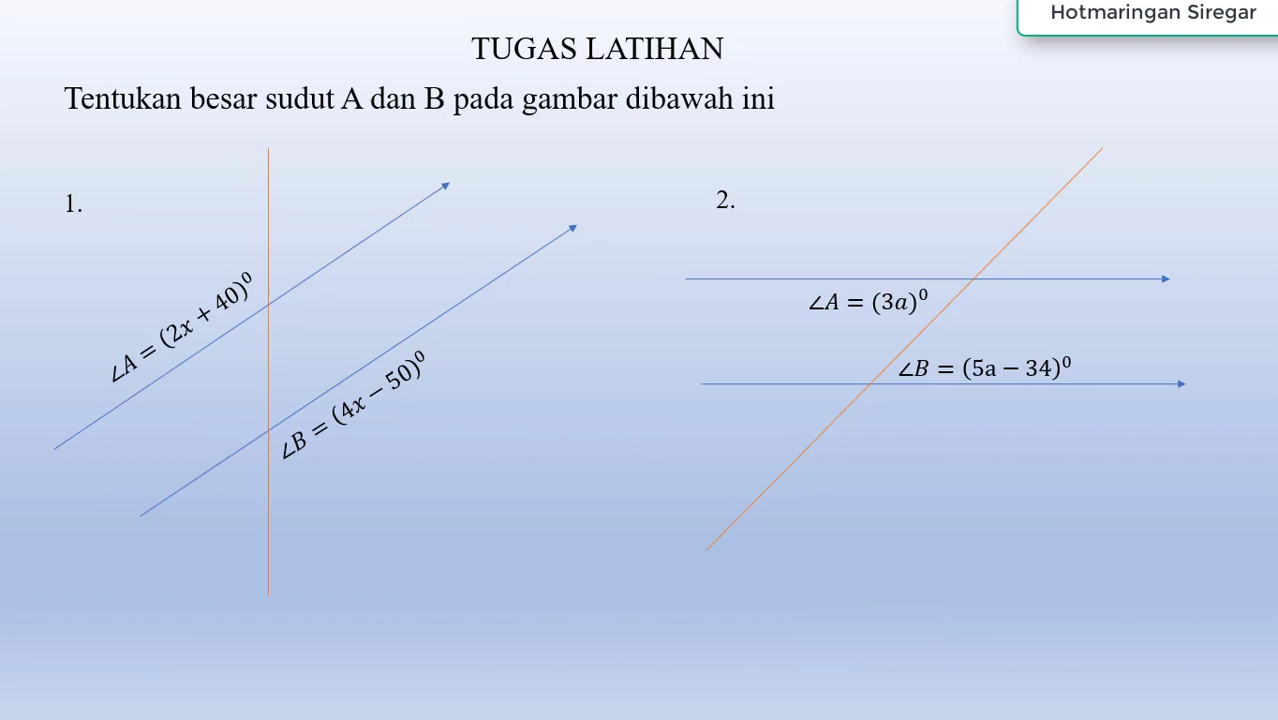 Hotmaringan Siregar
TUGAS LATIHAN
Tentukan besar sudut A dan B pada gambar dibawah ini
1.
∠A = (2x + 40)⁰
∠B = (4x − 50)⁰
2.
∠A = (3a)⁰
∠B = (5a − 34)⁰